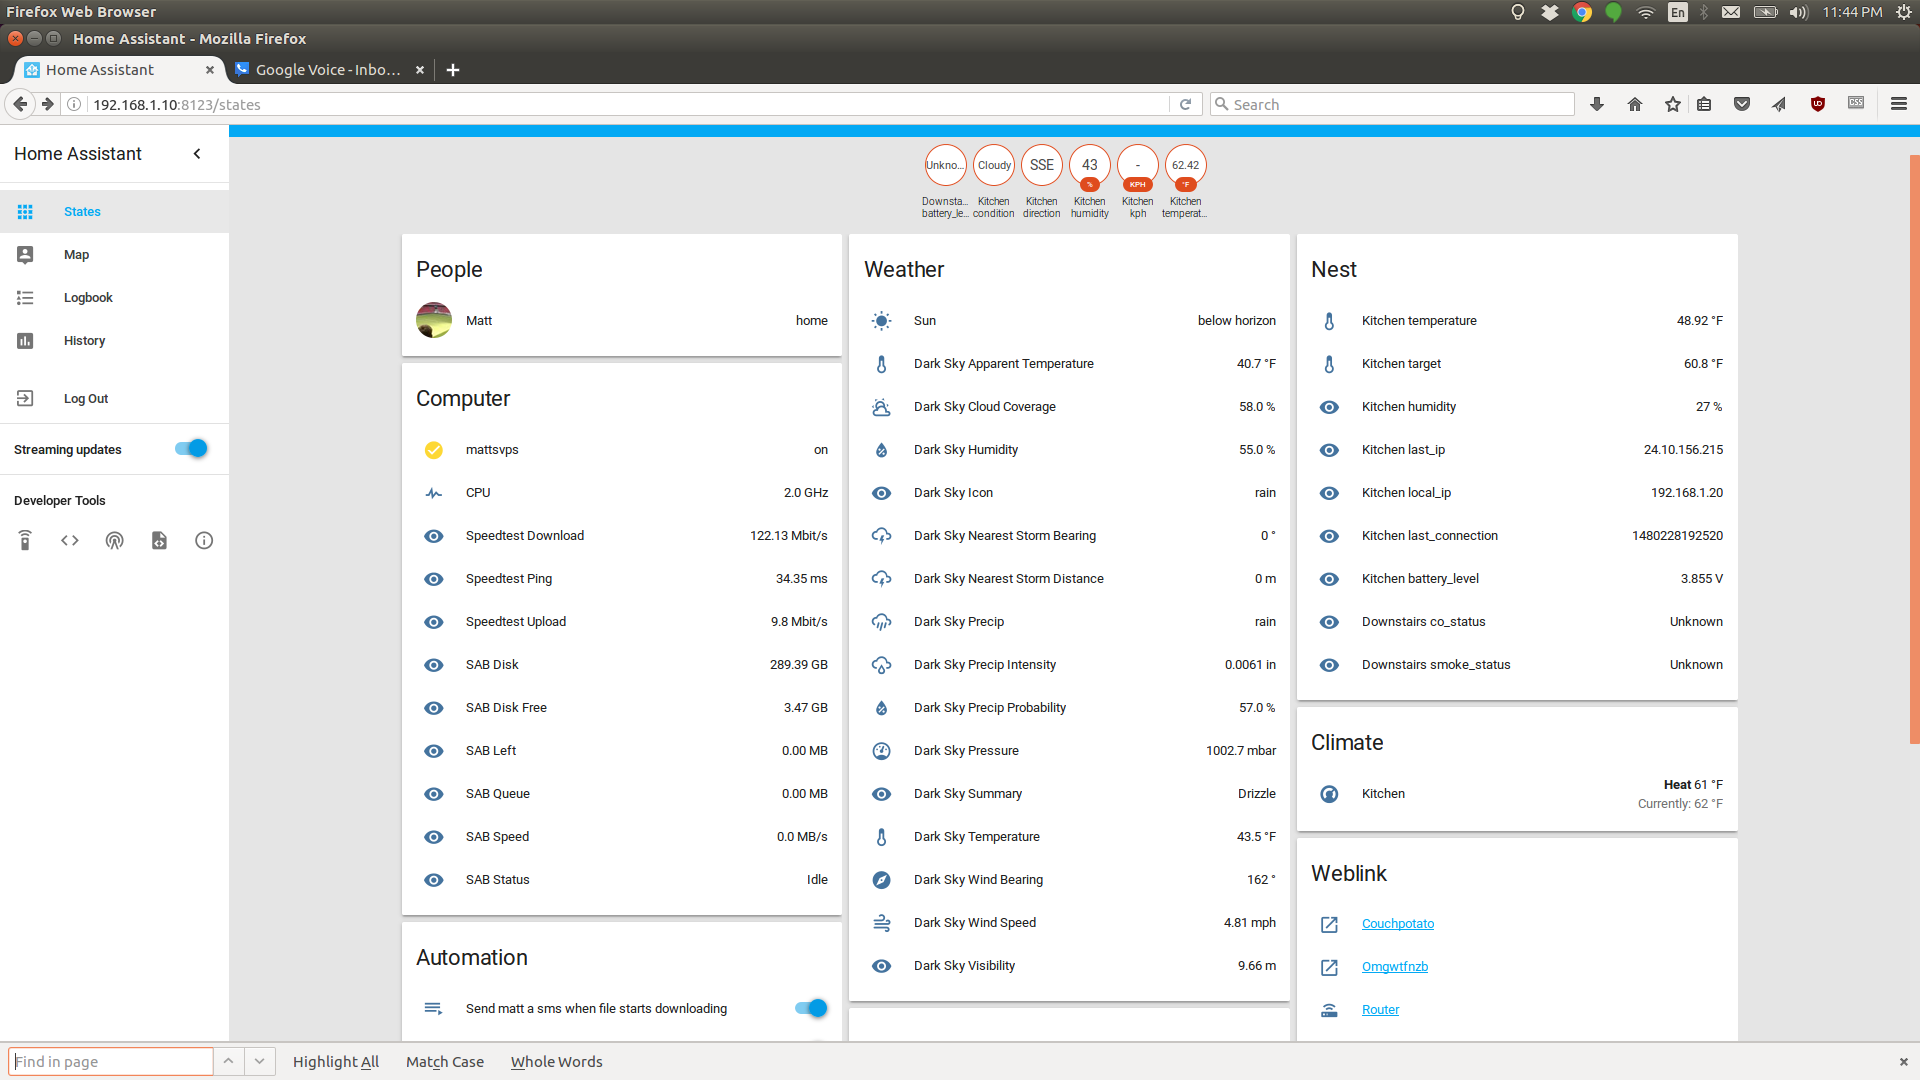 Firefox Web Browser
En
11:44 PM
Home Assistant - Mozilla Firefox
Home Assistant
Google Voice - Inbo...
192.168.1.10:8123/states
Search
UD
CSS
Home Assistant
States
Map
Logbook
History
Log Out
Streaming updates
Developer Tools
Unkno...
Cloudy
SSE
43
-
62.42
%
KPH
°F
Downsta...
battery_le...
Kitchen
condition
Kitchen
direction
Kitchen
humidity
Kitchen
kph
Kitchen
temperat...
People
Matt home
Computer
mattsvps on
CPU 2.0 GHz
Speedtest Download 122.13 Mbit/s
Speedtest Ping 34.35 ms
Speedtest Upload 9.8 Mbit/s
SAB Disk 289.39 GB
SAB Disk Free 3.47 GB
SAB Left 0.00 MB
SAB Queue 0.00 MB
SAB Speed 0.0 MB/s
SAB Status Idle
Automation
Send matt a sms when file starts downloading
Weather
Sun below horizon
Dark Sky Apparent Temperature 40.7 °F
Dark Sky Cloud Coverage 58.0 %
Dark Sky Humidity 55.0 %
Dark Sky Icon rain
Dark Sky Nearest Storm Bearing 0 °
Dark Sky Nearest Storm Distance 0 m
Dark Sky Precip rain
Dark Sky Precip Intensity 0.0061 in
Dark Sky Precip Probability 57.0 %
Dark Sky Pressure 1002.7 mbar
Dark Sky Summary Drizzle
Dark Sky Temperature 43.5 °F
Dark Sky Wind Bearing 162 °
Dark Sky Wind Speed 4.81 mph
Dark Sky Visibility 9.66 m
Nest
Kitchen temperature 48.92 °F
Kitchen target 60.8 °F
Kitchen humidity 27 %
Kitchen last_ip 24.10.156.215
Kitchen local_ip 192.168.1.20
Kitchen last_connection 1480228192520
Kitchen battery_level 3.855 V
Downstairs co_status Unknown
Downstairs smoke_status Unknown
Climate
Kitchen
Heat 61 °F
Currently: 62 °F
Weblink
Couchpotato
Omgwtfnzb
Router
Find in page
Highlight All
Match Case
Whole Words